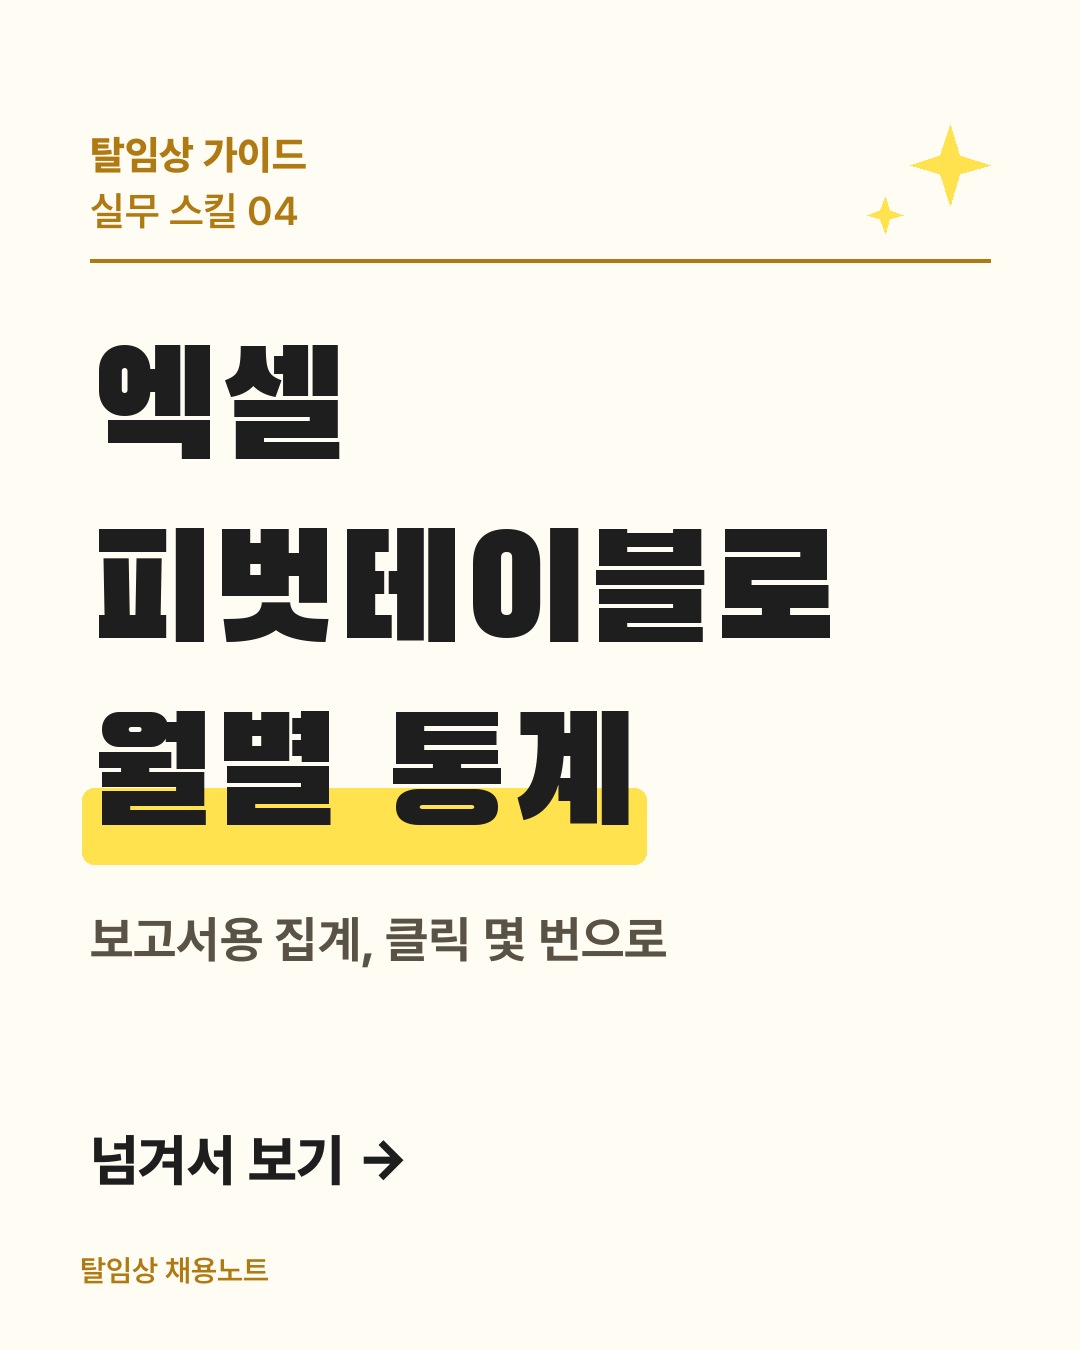 탈임상 가이드
실무 스킬 04
엑셀
피벗테이블로
월별 통계
보고서용 집계, 클릭 몇 번으로
넘겨서 보기 →
탈임상 채용노트